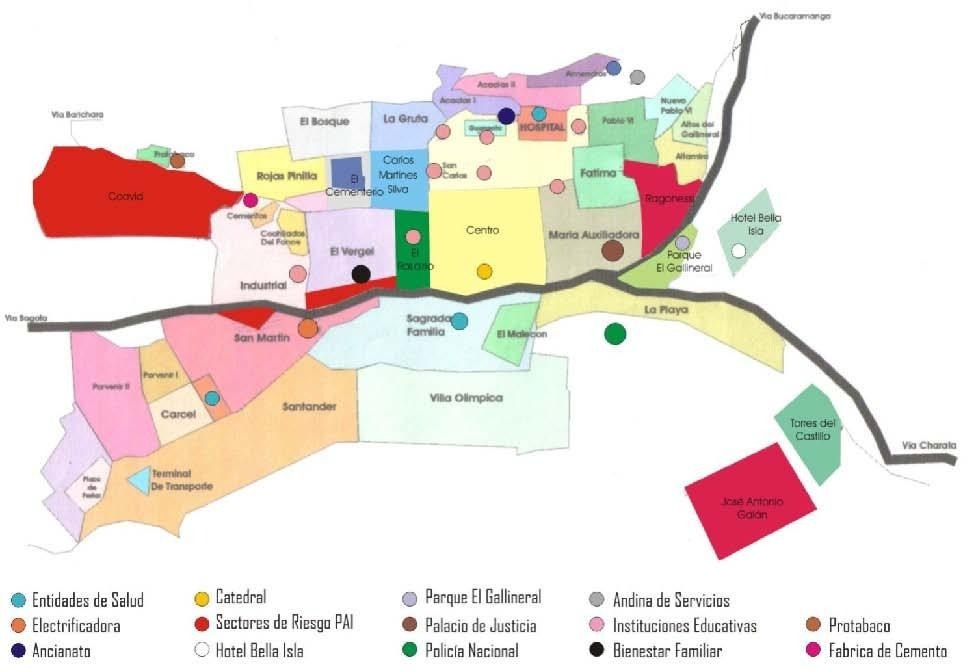 Via Bucaramanga
Acacias II
Almendros
Acacias I
Nuevo
Pablo VI
Via Barichara
El Bosque
La Gruta
Guanentá
HOSPITAL
Pablo VI
Altos del
Gallineral
Protabaco
Altamira
Coovid
Rojas Pinilla
El
Cementerio
Carlos
Martines
Silva
San
Carlos
Fatima
Ragonessi
Cementos
Hotel Bella
Isla
Del Fonce
El Vergel
El
Rosario
Centro
Maria Auxiliadora
Parque
El Gallineral
Industrial
Via Bogota
San Martin
Sagrada
Familia
El Malecon
La Playa
Porvenir II
Porvenir I
Carcel
Santander
Villa Olimpica
Torres del
Castillo
Via Charala
Plaza
de
Ferias
Terminal
De Transporte
José Antonio
Galán
Entidades de Salud
Catedral
Parque El Gallineral
Andina de Servicios
Electrificadora
Sectores de Riesgo PAI
Palacio de Justicia
Instituciones Educativas
Protabaco
Ancianato
Hotel Bella Isla
Policía Nacional
Bienestar Familiar
Fabrica de Cemento